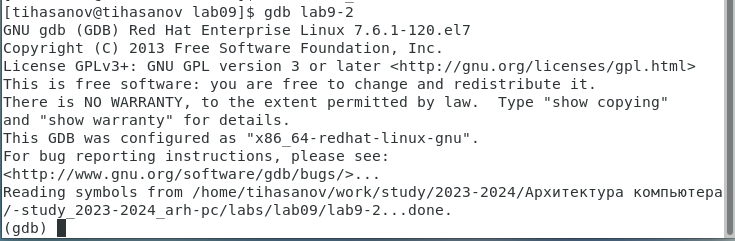 [tihasanov@tihasanov lab09]$ gdb lab9-2
GNU gdb (GDB) Red Hat Enterprise Linux 7.6.1-120.el7
Copyright (C) 2013 Free Software Foundation, Inc.
License GPLv3+: GNU GPL version 3 or later <http://gnu.org/licenses/gpl.html>
This is free software: you are free to change and redistribute it.
There is NO WARRANTY, to the extent permitted by law.  Type "show copying"
and "show warranty" for details.
This GDB was configured as "x86_64-redhat-linux-gnu".
For bug reporting instructions, please see:
<http://www.gnu.org/software/gdb/bugs/>...
Reading symbols from /home/tihasanov/work/study/2023-2024/Архитектура компьютера
/-study_2023-2024_arh-pc/labs/lab09/lab9-2...done.
(gdb)